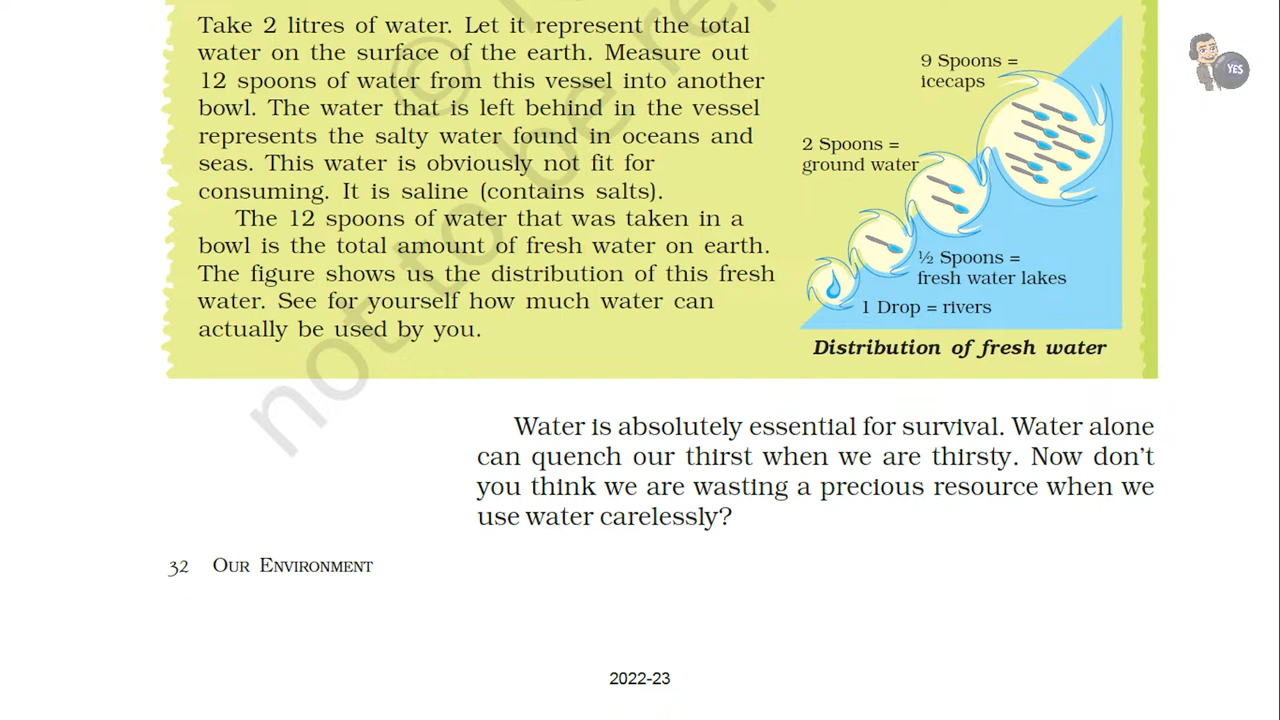 Take 2 litres of water. Let it represent the total
water on the surface of the earth. Measure out
12 spoons of water from this vessel into another
bowl. The water that is left behind in the vessel
represents the salty water found in oceans and
seas. This water is obviously not fit for
consuming. It is saline (contains salts).
The 12 spoons of water that was taken in a
bowl is the total amount of fresh water on earth.
The figure shows us the distribution of this fresh
water. See for yourself how much water can
actually be used by you.
9 Spoons =
icecaps
2 Spoons =
ground water
½ Spoons =
fresh water lakes
1 Drop = rivers
Distribution of fresh water
YES
©
not to be re
Water is absolutely essential for survival. Water alone
can quench our thirst when we are thirsty. Now don't
you think we are wasting a precious resource when we
use water carelessly?
32 OUR ENVIRONMENT
2022-23